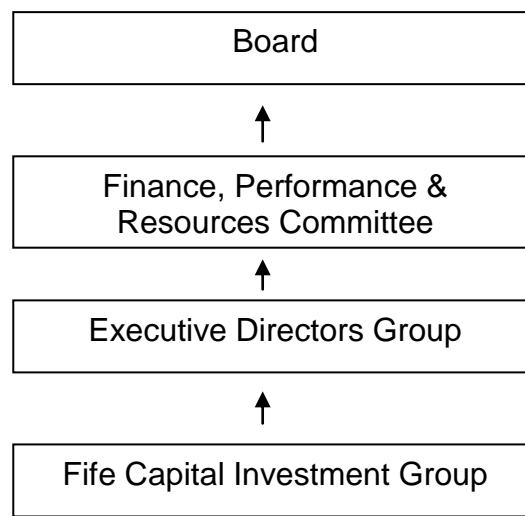 Board
Finance, Performance &
Resources Committee
Executive Directors Group
Fife Capital Investment Group